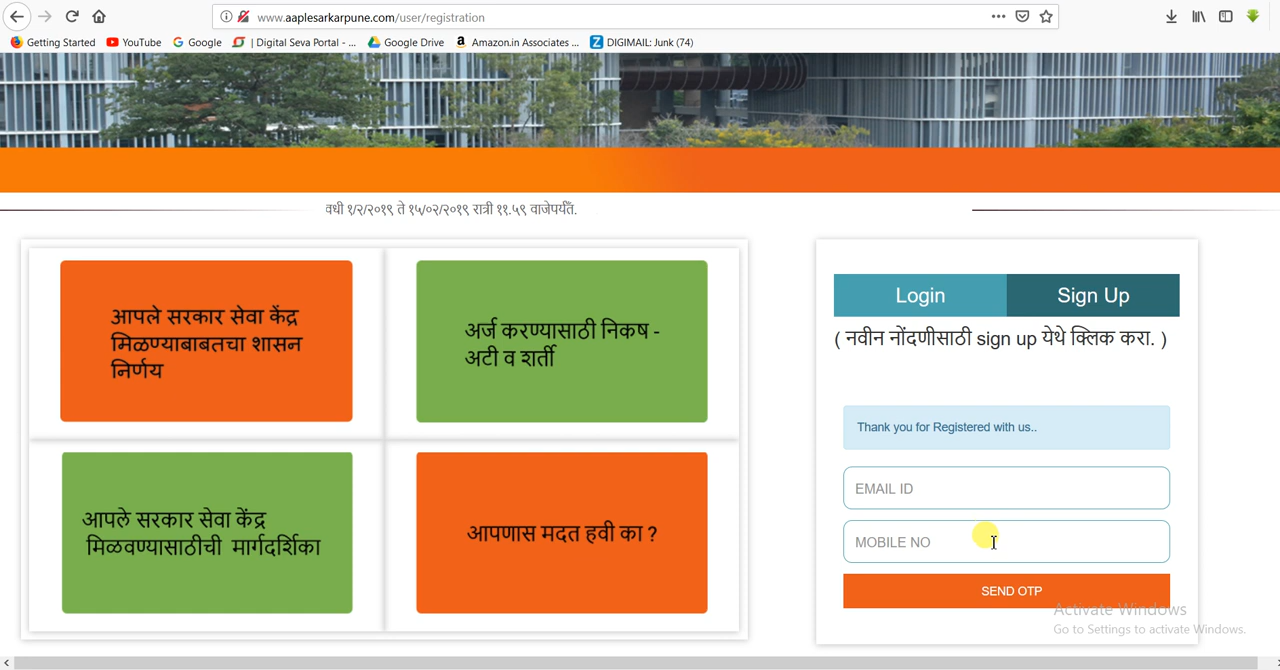 www.aaplesarkarpune.com/user/registration
Getting Started YouTube Google | Digital Seva Portal - ... Google Drive Amazon.in Associates ... DIGIMAIL: Junk (74)
वधी १/२/२०१९ ते १५/०२/२०१९ रात्री ११.५९ वाजेपर्यंत.
आपले सरकार सेवा केंद्र
मिळण्याबाबतचा शासन
निर्णय
अर्ज करण्यासाठी निकष -
अटी व शर्ती
आपले सरकार सेवा केंद्र
मिळवण्यासाठीची मार्गदर्शिका
आपणास मदत हवी का ?
Login Sign Up
( नवीन नोंदणीसाठी sign up येथे क्लिक करा. )
Thank you for Registered with us..
EMAIL ID
MOBILE NO
SEND OTP
Activate Windows
Go to Settings to activate Windows.